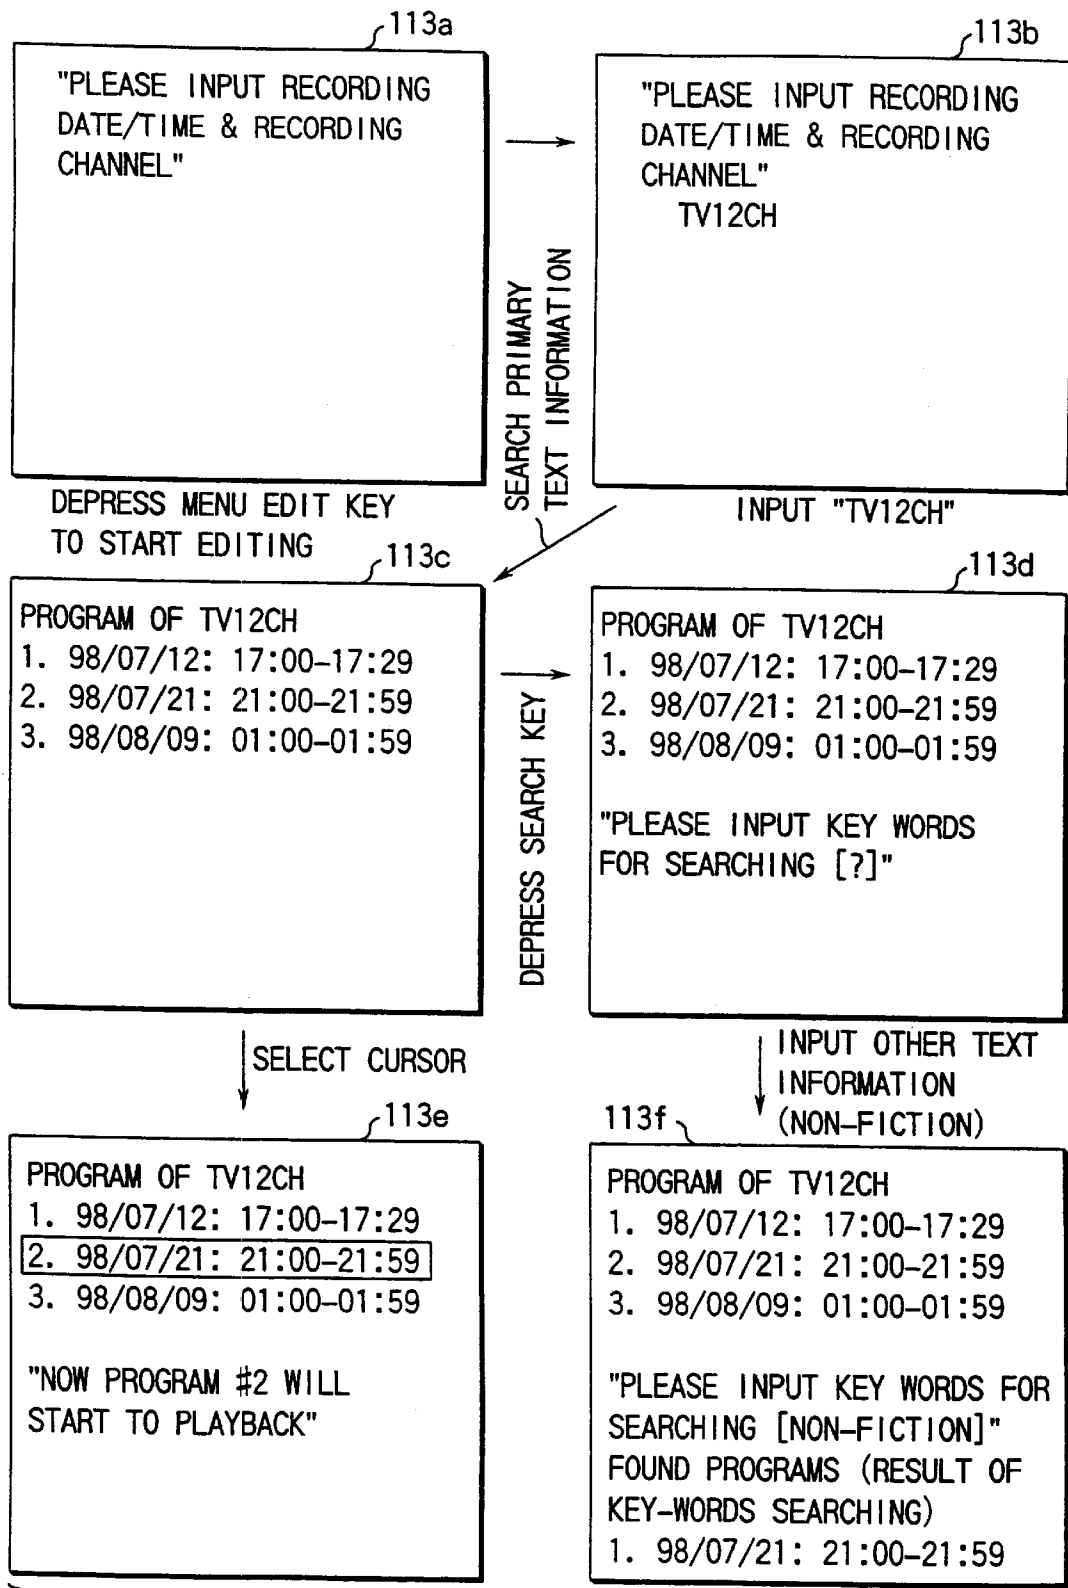 113a
"PLEASE INPUT RECORDING
DATE/TIME & RECORDING
CHANNEL"
DEPRESS MENU EDIT KEY
TO START EDITING
113b
"PLEASE INPUT RECORDING
DATE/TIME & RECORDING
CHANNEL"
TV12CH
INPUT "TV12CH"
SEARCH PRIMARY
TEXT INFORMATION
113c
PROGRAM OF TV12CH
1. 98/07/12: 17:00-17:29
2. 98/07/21: 21:00-21:59
3. 98/08/09: 01:00-01:59
DEPRESS SEARCH KEY
113d
PROGRAM OF TV12CH
1. 98/07/12: 17:00-17:29
2. 98/07/21: 21:00-21:59
3. 98/08/09: 01:00-01:59
"PLEASE INPUT KEY WORDS
FOR SEARCHING [?]"
SELECT CURSOR
INPUT OTHER TEXT
INFORMATION
(NON-FICTION)
113e
PROGRAM OF TV12CH
1. 98/07/12: 17:00-17:29
2. 98/07/21: 21:00-21:59
3. 98/08/09: 01:00-01:59
"NOW PROGRAM #2 WILL
START TO PLAYBACK"
113f
PROGRAM OF TV12CH
1. 98/07/12: 17:00-17:29
2. 98/07/21: 21:00-21:59
3. 98/08/09: 01:00-01:59
"PLEASE INPUT KEY WORDS FOR
SEARCHING [NON-FICTION]"
FOUND PROGRAMS (RESULT OF
KEY-WORDS SEARCHING)
1. 98/07/21: 21:00-21:59